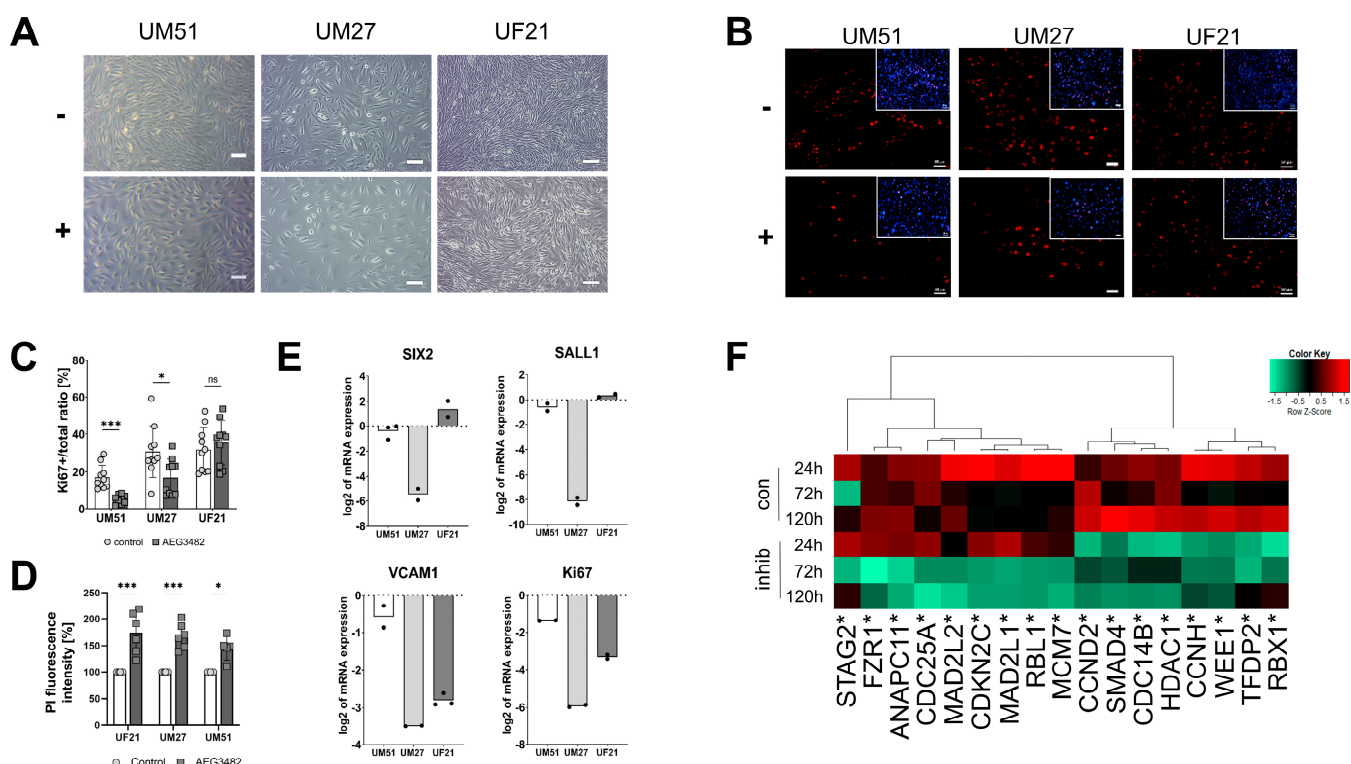 A
UM51 UM27 UF21
-
+
B
UM51 UM27 UF21
-
+
C
Ki67+/total ratio [%]
80
60
40
20
0
*** * ns
UM51 UM27 UF21
control AEG3482
D
PI fluorescence
intensity [%]
250
200
150
100
50
0
*** *** *
UF21 UM27 UM51
Control AEG3482
E
SIX2
log2 of mRNA expression
4
2
0
-2
-4
-6
-8
UM51 UM27 UF21
SALL1
log2 of mRNA expression
2
0
-2
-4
-6
-8
-10
UM51 UM27 UF21
VCAM1
log2 of mRNA expression
0
-1
-2
-3
-4
UM51 UM27 UF21
Ki67
log2 of mRNA expression
0
-2
-4
-6
-8
UM51 UM27 UF21
F
Color Key
-1.5 -0.5 0.5 1.5
Row Z-Score
con
24h
72h
120h
inhib
24h
72h
120h
STAG2*
FZR1*
ANAPC11*
CDC25A*
MAD2L2*
CDKN2C*
MAD2L1*
RBL1*
MCM7*
CCND2*
SMAD4*
CDC14B*
HDAC1*
CCNH*
WEE1*
TFDP2*
RBX1*